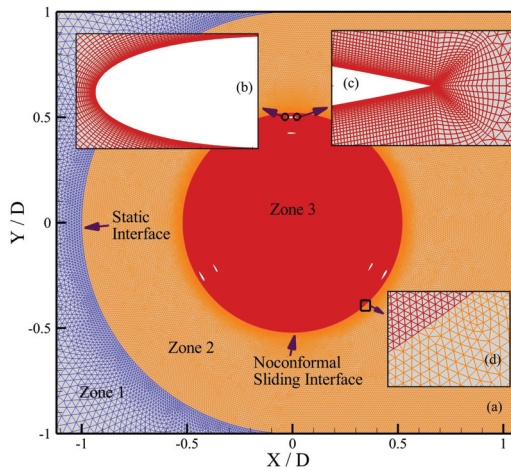 (b)
(c)
Zone 3
Static
Interface
Zone 2
Noconformal
Sliding Interface
(d)
Zone 1
(a)
Y / D
1
0.5
0
-0.5
-1
-1
-0.5
0
0.5
1
X / D